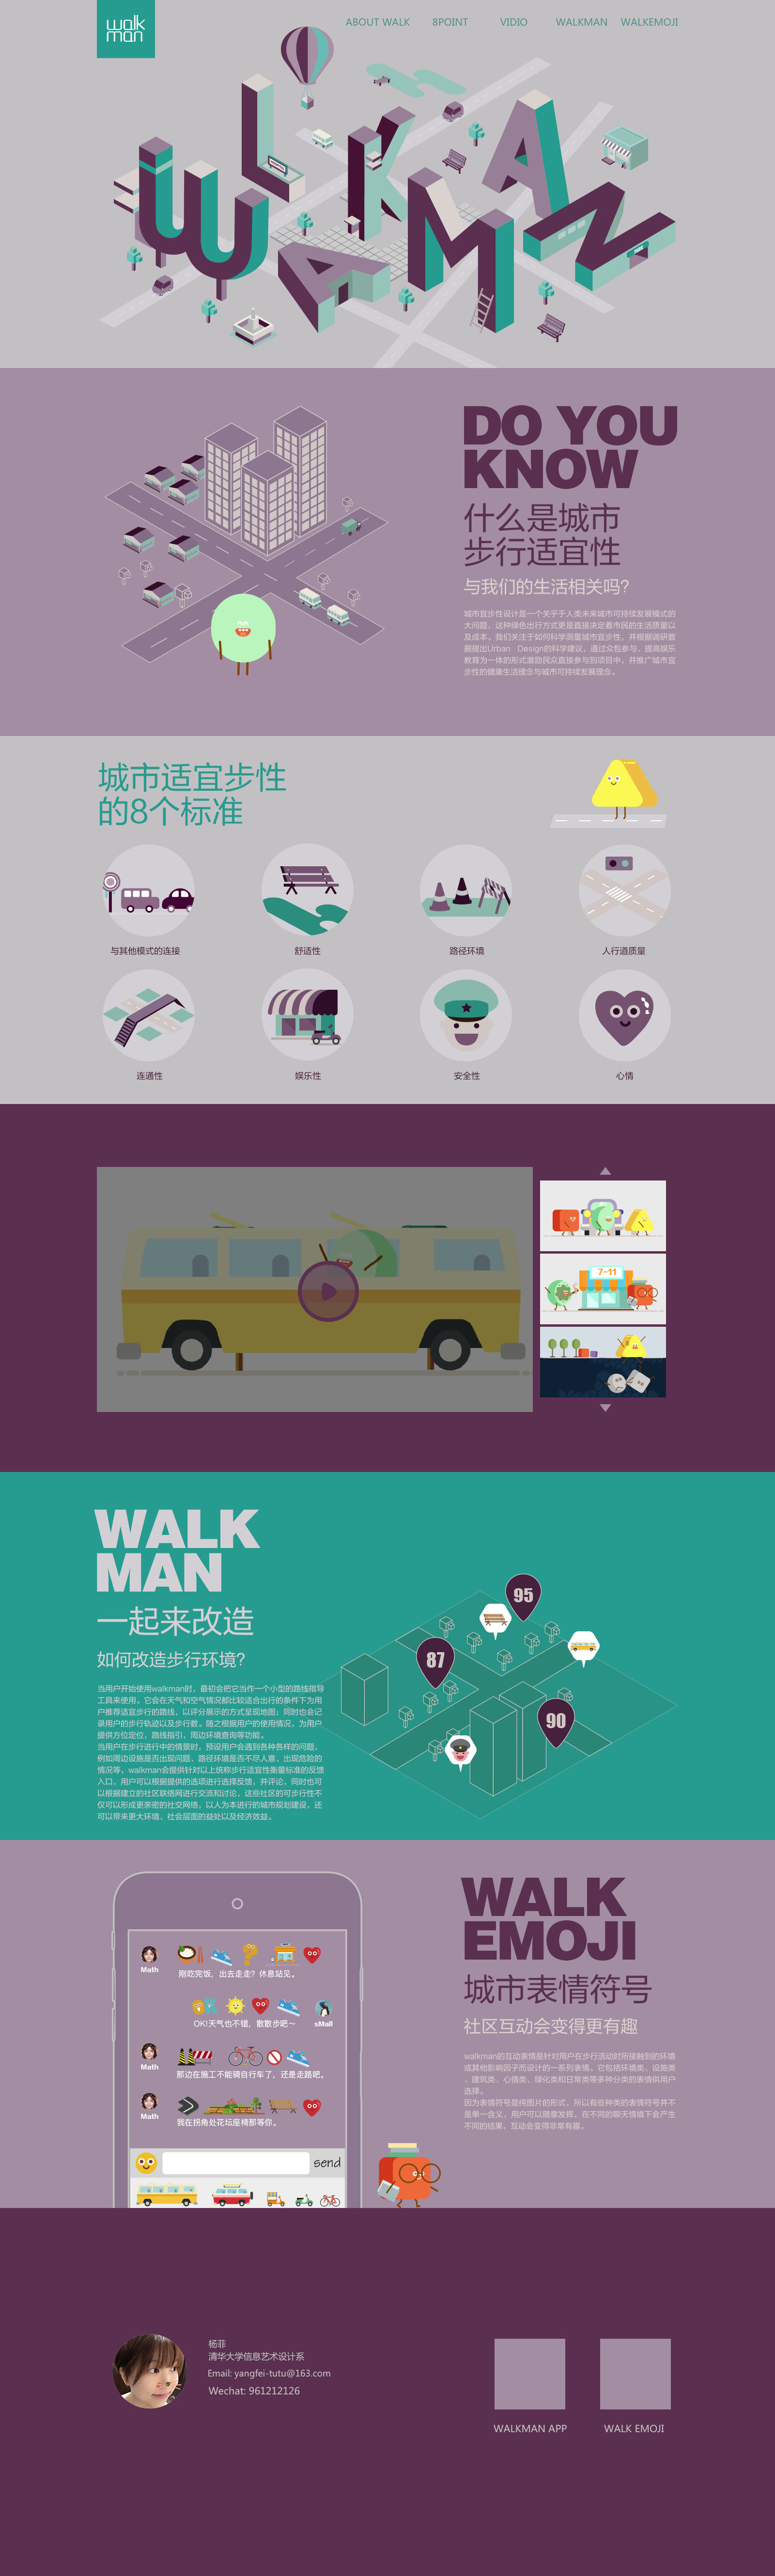 walk
man
ABOUT WALK
8POINT
VIDIO
WALKMAN
WALKEMOJI
WALKMAN
DO YOU
KNOW
什么是城市
步行适宜性
与我们的生活相关吗?
城市宜步性设计是一个关乎于人类未来城市可持续发展模式的
大问题，这种绿色出行方式更是直接决定着市民的生活质量以
及成本。我们关注于如何科学测量城市宜步性，并根据调研数
据提出Urban Design的科学建议，通过众包参与，提高娱乐
教育为一体的形式激励民众直接参与到项目中，并推广城市宜
步性的健康生活理念与城市可持续发展理念。
城市适宜步性
的8个标准
与其他模式的连接
舒适性
路径环境
人行道质量
连通性
娱乐性
安全性
心情
7-11
WALK
MAN
一起来改造
如何改造步行环境?
当用户开始使用walkman时，最初会把它当作一个小型的路线指导
工具来使用。它会在天气和空气情况都比较适合出行的条件下为用
户推荐适宜步行的路线，以评分展示的方式呈现地图；同时也会记
录用户的步行轨迹以及步行数。随之根据用户的使用情况，为用户
提供方位定位，路线指引、周边环境查询等功能。
当用户在步行进行中的情景时，预设用户会遇到各种各样的问题，
例如周边设施是否出现问题、路径环境是否不尽人意、出现危险的
情况等，walkman会提供针对以上统称步行适宜性衡量标准的反馈
入口，用户可以根据提供的选项进行选择反馈，并评论，同时也可
以根据建立的社区联络网进行交流和讨论，这些社区的可步行性不
仅可以形成更亲密的社交网络，以人为本进行的城市规划建设，还
可以带来更大环境、社会层面的益处以及经济效益。
95
87
90
WALK
EMOJI
城市表情符号
社区互动会变得更有趣
walkman的互动表情是针对用户在步行活动时所接触到的环境
或其他影响因子而设计的一系列表情。它包括环境类、设施类
、建筑类、心情类、绿化类和日常类等多种分类的表情供用户
选择。
因为表情符号是纯图片的形式，所以有些种类的表情符号并不
是单一含义，用户可以随意发挥，在不同的聊天情境下会产生
不同的结果，互动会变得非常有趣。
Math
刚吃完饭，出去走走？休息站见。
OK!天气也不错，散散步吧～
sMall
Math
那边在施工不能骑自行车了，还是走路吧。
Math
我在拐角处花坛座椅那等你。
send
杨菲
清华大学信息艺术设计系
Email: yangfei-tutu@163.com
Wechat: 961212126
WALKMAN APP
WALK EMOJI